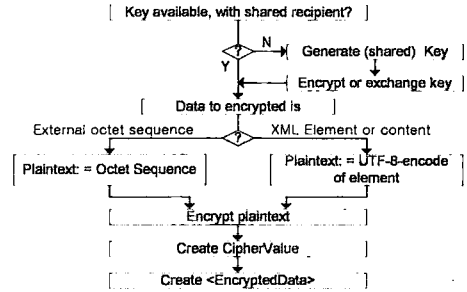 Key available, with shared recipient?
?
N
Generate (shared) Key
Y
Encrypt or exchange key
Data to encrypted is
External octet sequence
?
XML Element or content
Plaintext: = Octet Sequence
Plaintext: = UTF-8-encode
of element
Encrypt plaintext
Create CipherValue
Create <EncryptedData>